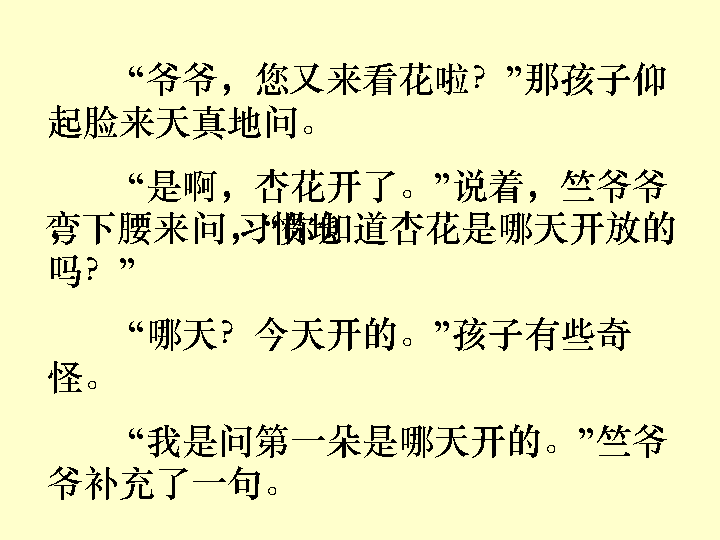 “爷爷，您又来看花啦？”那孩子仰
起脸来天真地问。
“是啊，杏花开了。”说着，竺爷爷
弯下腰来问，习惯地知道杏花是哪天开放的
吗？”
“哪天？今天开的。”孩子有些奇
怪。
“我是问第一朵是哪天开的。”竺爷
爷补充了一句。